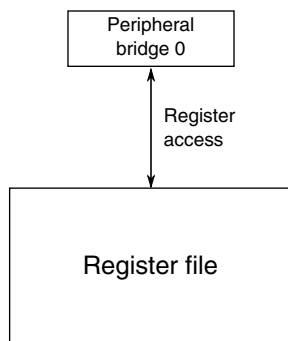 Peripheral
bridge 0
Register
access
Register file